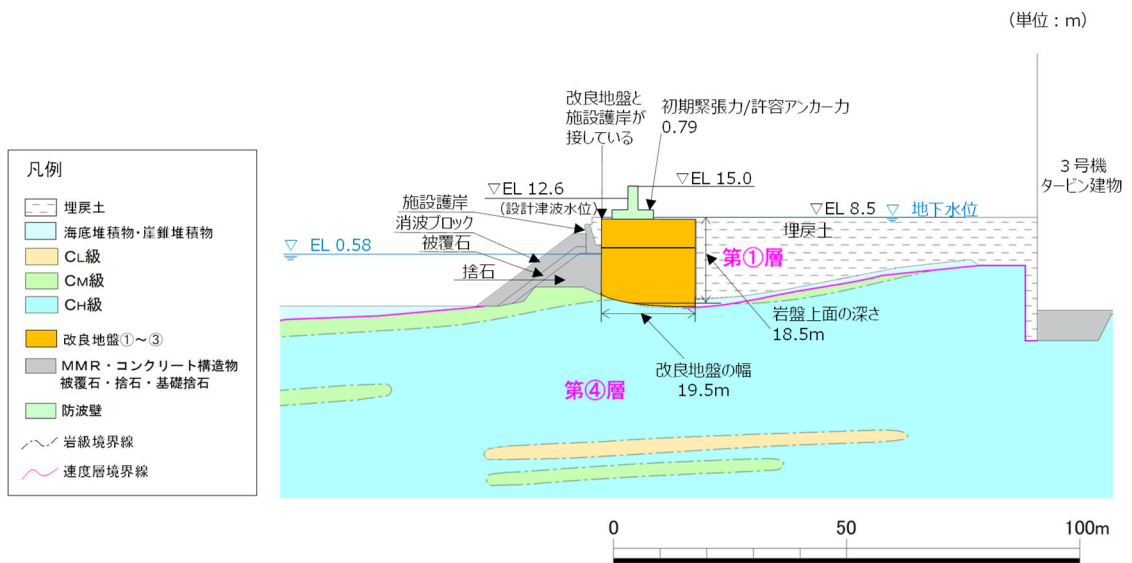 (単位：m)
改良地盤と
施設護岸が
接している
初期緊張力/許容アンカー力
0.79
3号機
タービン建物
▽EL 12.6
(設計津波水位)
▽EL 15.0
▽EL 8.5
▽ 地下水位
施設護岸
消波ブロック
被覆石
捨石
▽ EL 0.58
埋戻土
第①層
岩盤上面の深さ
18.5m
改良地盤の幅
19.5m
第④層
凡例
埋戻土
海底堆積物・崖錐堆積物
CL級
CM級
CH級
改良地盤①～③
MMR・コンクリート構造物
被覆石・捨石・基礎捨石
防波壁
岩級境界線
速度層境界線
0 50 100m